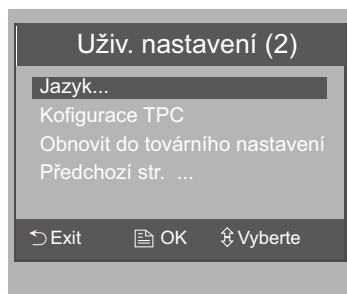 Uživ. nastavení (2)
Jazyk...
Kofigurace TPC
Obnovit do továrního nastavení
Předchozí str. ...
Exit OK Vyberte